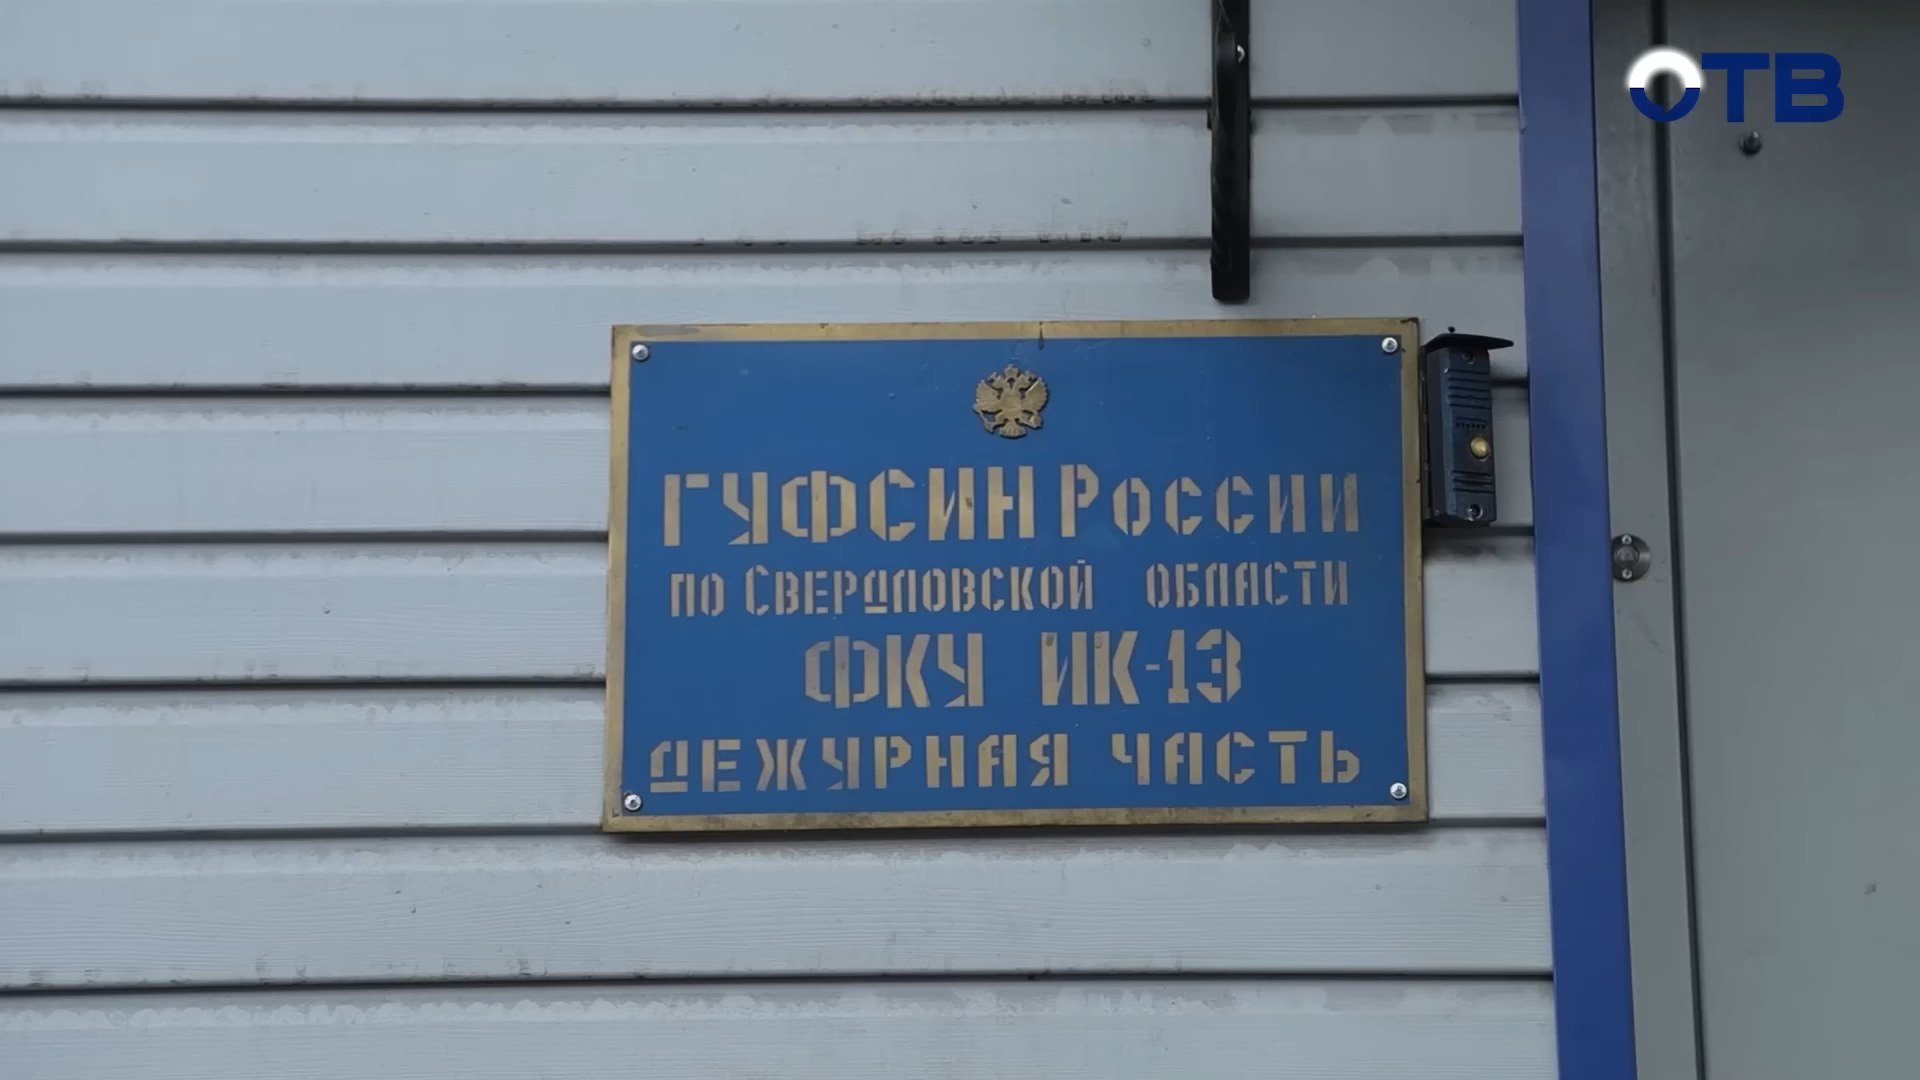 ОТВ
ГУФСИН России
по Свердловской области
ФКУ ИК-13
ДЕЖУРНАЯ ЧАСТЬ